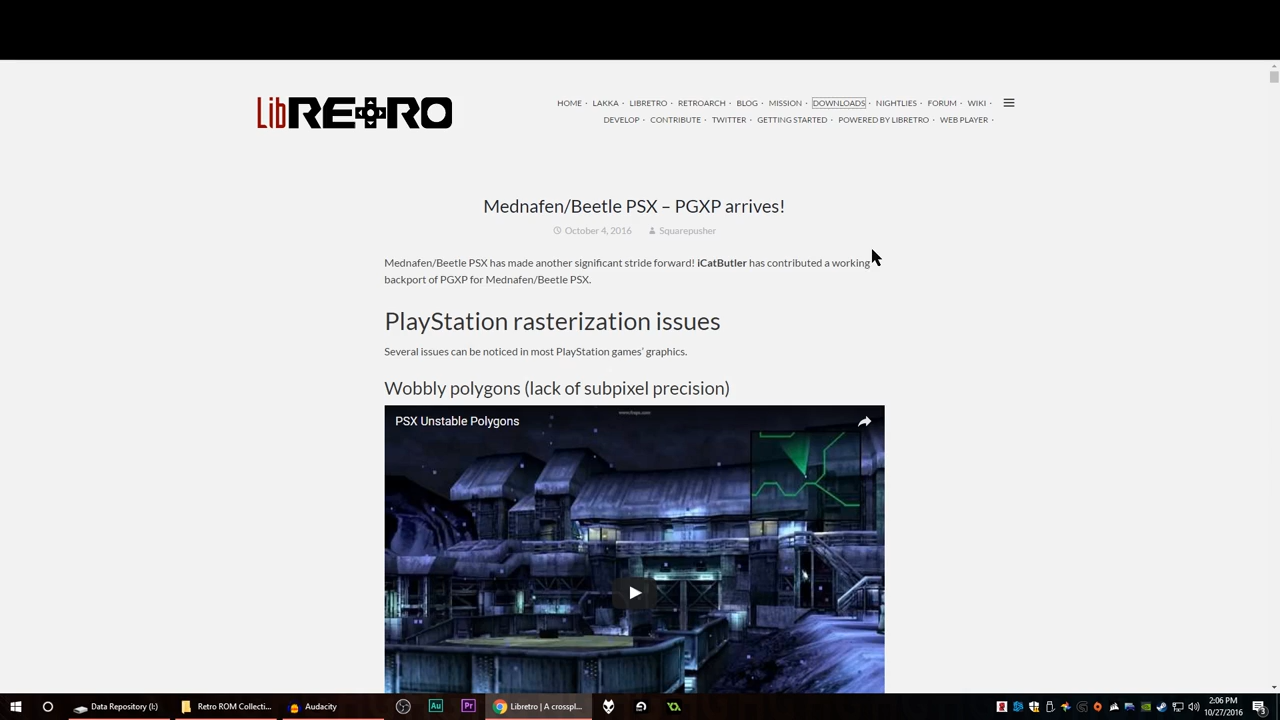 LibRETRO
HOME · LAKKA · LIBRETRO · RETROARCH · BLOG · MISSION · DOWNLOADS · NIGHTLIES · FORUM · WIKI ·
DEVELOP · CONTRIBUTE · TWITTER · GETTING STARTED · POWERED BY LIBRETRO · WEB PLAYER ·
Mednafen/Beetle PSX – PGXP arrives!
October 4, 2016 Squarepusher
Mednafen/Beetle PSX has made another significant stride forward! iCatButler has contributed a working
backport of PGXP for Mednafen/Beetle PSX.
PlayStation rasterization issues
Several issues can be noticed in most PlayStation games’ graphics.
Wobbly polygons (lack of subpixel precision)
PSX Unstable Polygons
Data Repository (I:) Retro ROM Collecti... Audacity Au Pr Libretro | A crosspl...
2:06 PM
10/27/2016